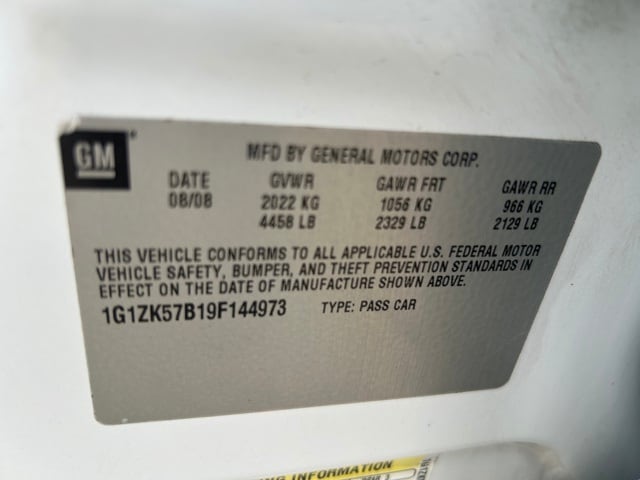 GM
MFD BY GENERAL MOTORS CORP.
DATE GVWR GAWR FRT GAWR RR
08/08 2022 KG 1056 KG 966 KG
4458 LB 2329 LB 2129 LB
THIS VEHICLE CONFORMS TO ALL APPLICABLE U.S. FEDERAL MOTOR
VEHICLE SAFETY, BUMPER, AND THEFT PREVENTION STANDARDS IN
EFFECT ON THE DATE OF MANUFACTURE SHOWN ABOVE.
1G1ZK57B19F144973 TYPE: PASS CAR
INFORMATION